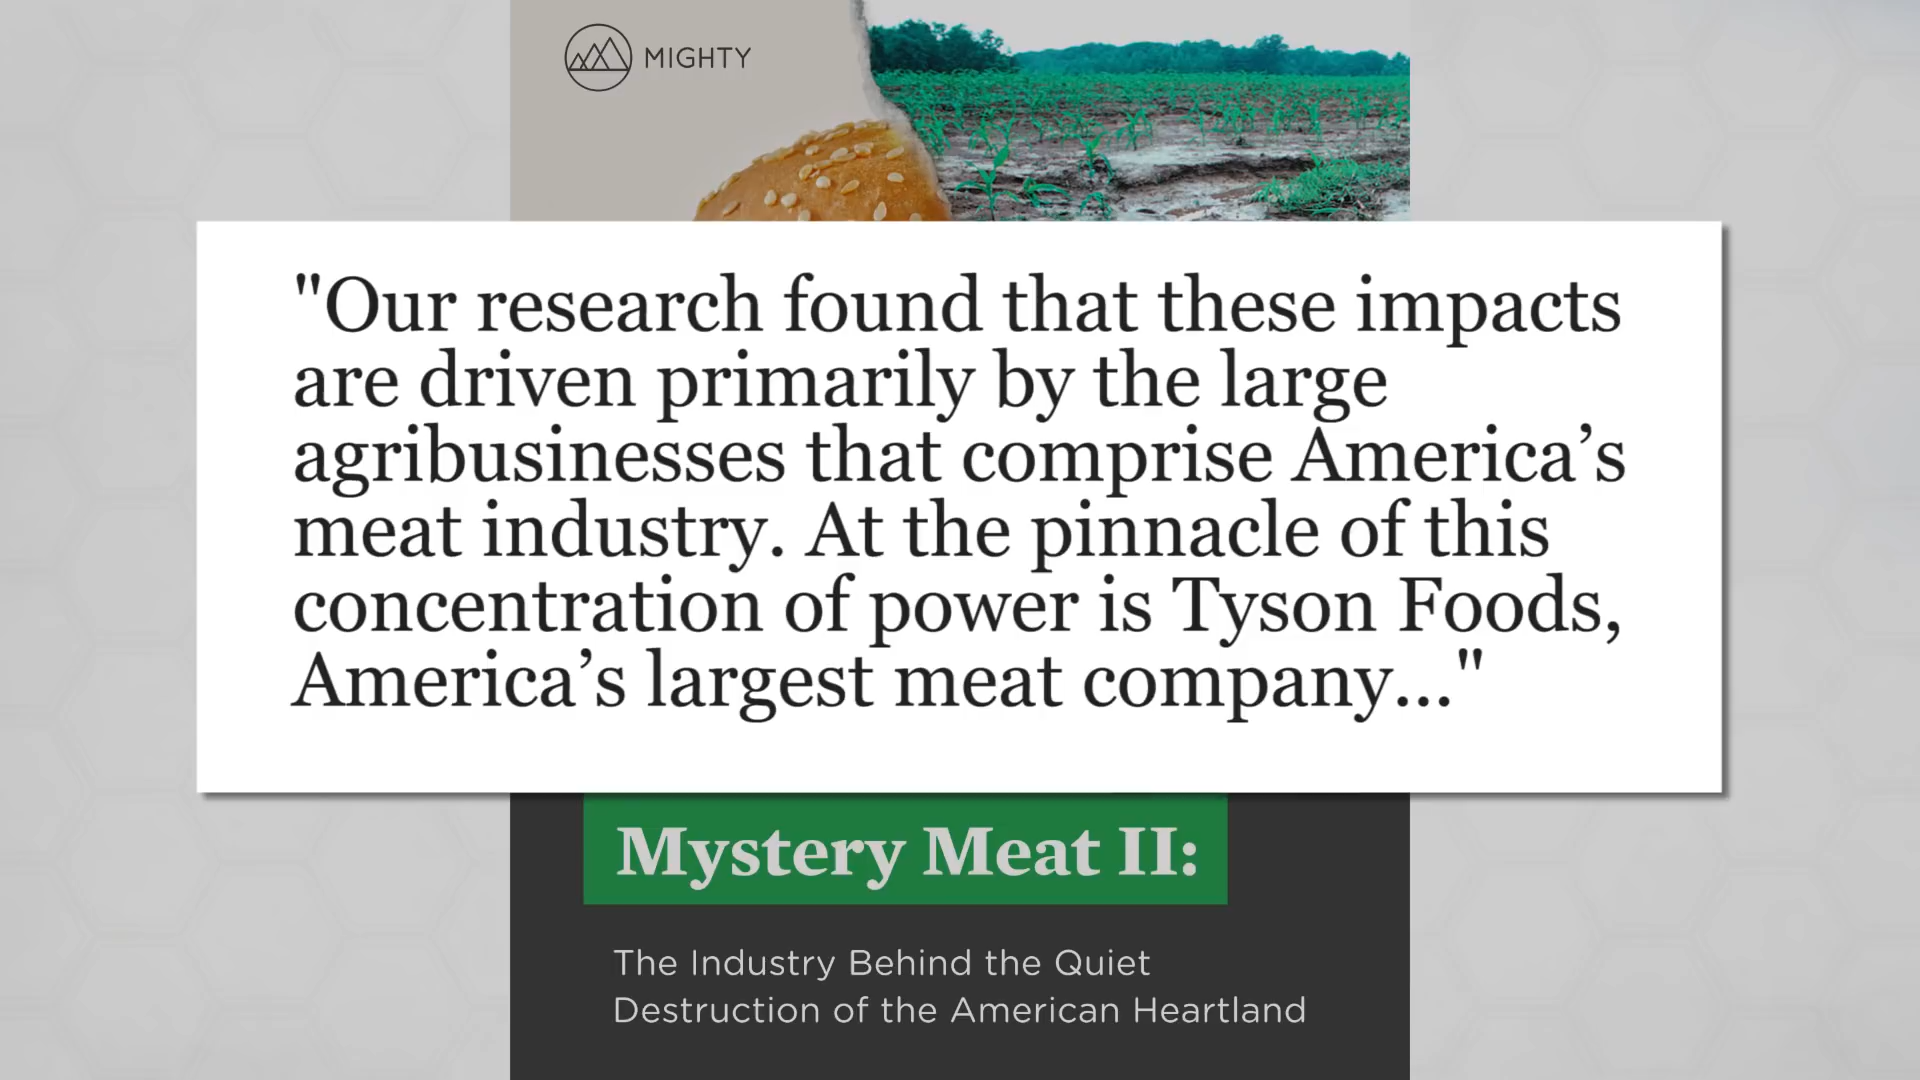 MIGHTY
"Our research found that these impacts
are driven primarily by the large
agribusinesses that comprise America’s
meat industry. At the pinnacle of this
concentration of power is Tyson Foods,
America’s largest meat company..."
Mystery Meat II:
The Industry Behind the Quiet
Destruction of the American Heartland